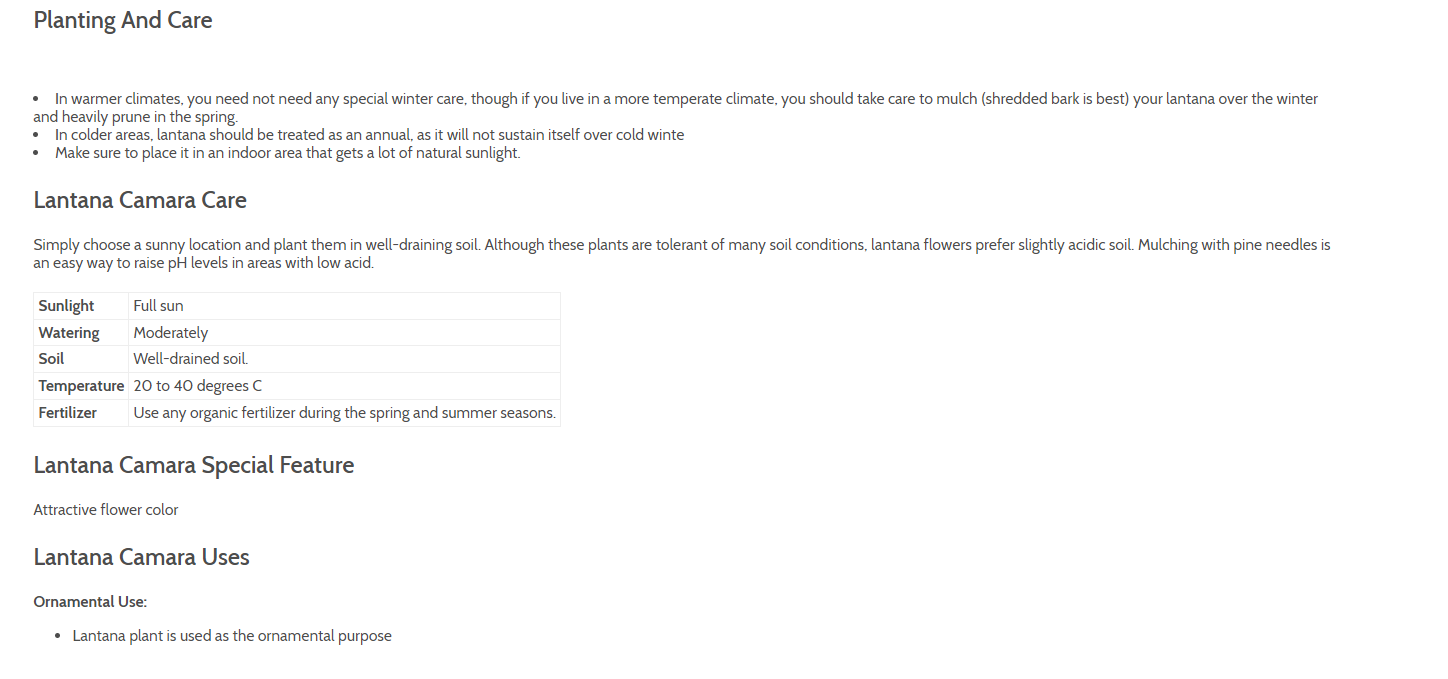 Planting And Care
• In warmer climates, you need not need any special winter care, though if you live in a more temperate climate, you should take care to mulch (shredded bark is best) your lantana over the winter
and heavily prune in the spring.
• In colder areas, lantana should be treated as an annual, as it will not sustain itself over cold winte
• Make sure to place it in an indoor area that gets a lot of natural sunlight.
Lantana Camara Care
Simply choose a sunny location and plant them in well-draining soil. Although these plants are tolerant of many soil conditions, lantana flowers prefer slightly acidic soil. Mulching with pine needles is
an easy way to raise pH levels in areas with low acid.
Sunlight Full sun
Watering Moderately
Soil Well-drained soil.
Temperature 20 to 40 degrees C
Fertilizer Use any organic fertilizer during the spring and summer seasons.
Lantana Camara Special Feature
Attractive flower color
Lantana Camara Uses
Ornamental Use:
• Lantana plant is used as the ornamental purpose